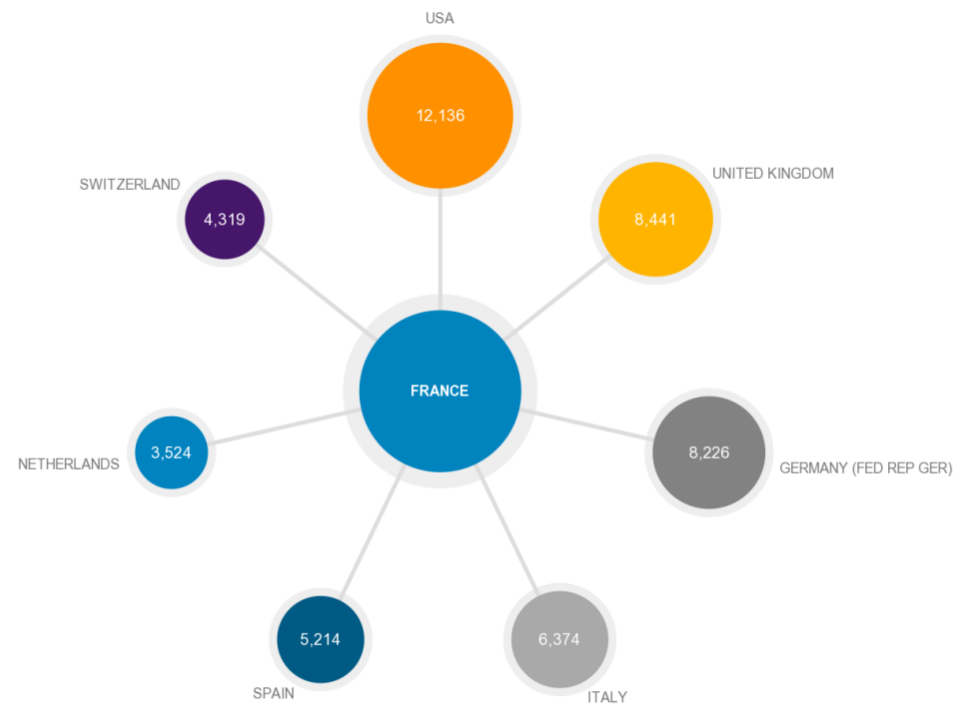 USA
12,136
UNITED KINGDOM
8,441
SWITZERLAND
4,319
FRANCE
NETHERLANDS
3,524
8,226
GERMANY (FED REP GER)
5,214
SPAIN
6,374
ITALY